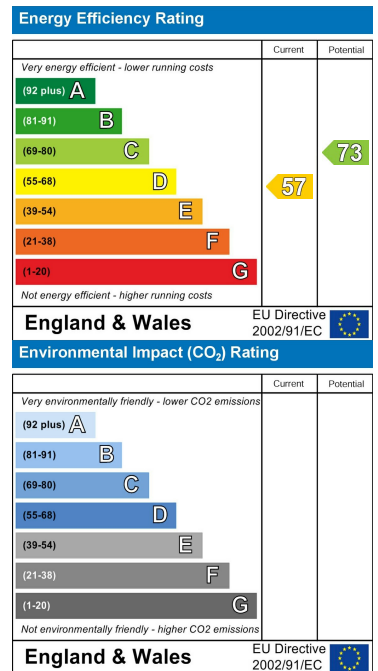 Energy Efficiency Rating
Current Potential
Very energy efficient - lower running costs
(92 plus) A
(81-91) B
(69-80) C
73
(55-68) D
57
(39-54) E
(21-38) F
(1-20) G
Not energy efficient - higher running costs
England & Wales
EU Directive
2002/91/EC
Environmental Impact (CO₂) Rating
Current Potential
Very environmentally friendly - lower CO2 emissions
(92 plus) A
(81-91) B
(69-80) C
(55-68) D
(39-54) E
(21-38) F
(1-20) G
Not environmentally friendly - higher CO2 emissions
England & Wales
EU Directive
2002/91/EC